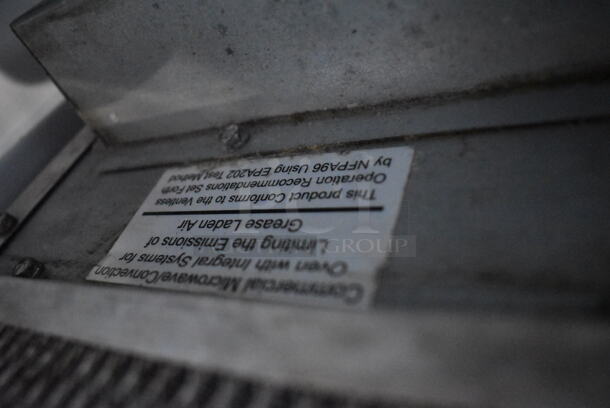 Commercial Microwave/Convection
Oven with Integral Systems for
Limiting the Emissions of
Grease Laden Air
This product Conforms to the Ventless
Operation Recommendations Set Forth
by NFPA96 Using EPA202 Test Method
GROUP